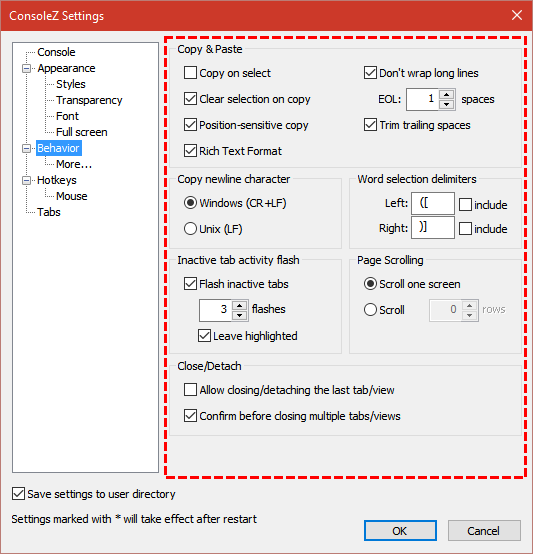 ConsoleZ Settings
Console
Appearance
Styles
Transparency
Font
Full screen
Behavior
More...
Hotkeys
Mouse
Tabs
Copy & Paste
Copy on select
Don't wrap long lines
Clear selection on copy
EOL: 1 spaces
Position-sensitive copy
Trim trailing spaces
Rich Text Format
Copy newline character
Windows (CR+LF)
Unix (LF)
Word selection delimiters
Left: ([ include
Right: )] include
Inactive tab activity flash
Flash inactive tabs
3 flashes
Leave highlighted
Page Scrolling
Scroll one screen
Scroll 0 rows
Close/Detach
Allow closing/detaching the last tab/view
Confirm before closing multiple tabs/views
Save settings to user directory
Settings marked with * will take effect after restart
OK Cancel